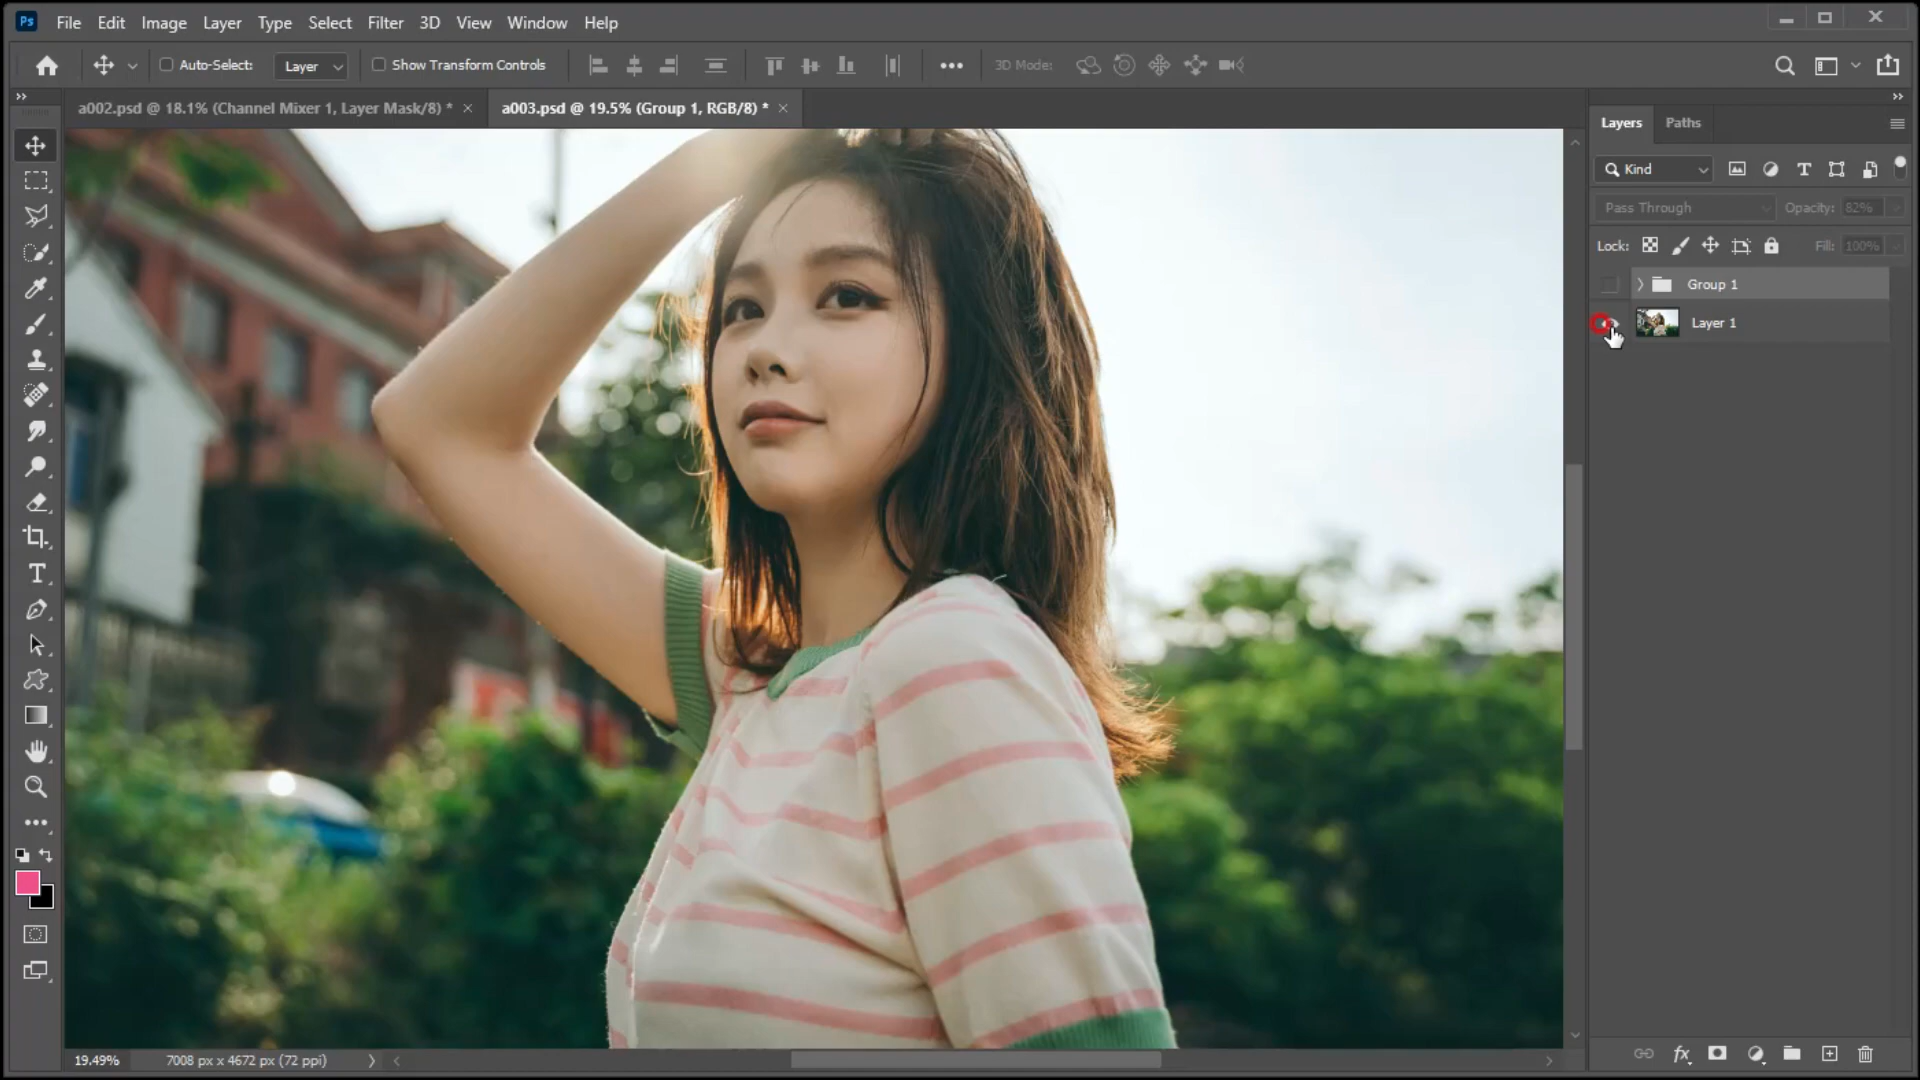 Ps File Edit Image Layer Type Select Filter 3D View Window Help
Auto-Select: Layer Show Transform Controls 3D Mode:
a002.psd @ 18.1% (Channel Mixer 1, Layer Mask/8) * a003.psd @ 19.5% (Group 1, RGB/8) *
Layers Paths
Kind
Pass Through Opacity: 82%
Lock: Fill: 100%
Group 1
Layer 1
19.49% 7008 px x 4672 px (72 ppi)
fx